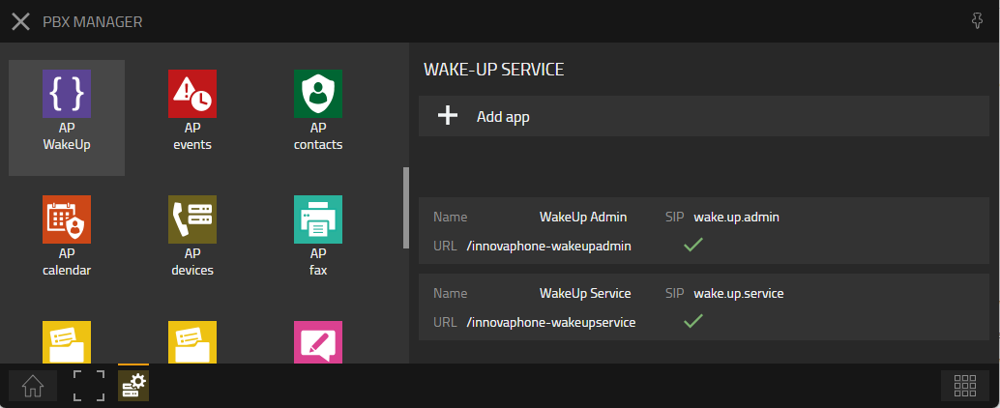 PBX MANAGER
AP
WakeUp
AP
events
AP
contacts
AP
calendar
AP
devices
AP
fax
WAKE-UP SERVICE
Add app
Name WakeUp Admin SIP wake.up.admin
URL /innovaphone-wakeupadmin
Name WakeUp Service SIP wake.up.service
URL /innovaphone-wakeupservice